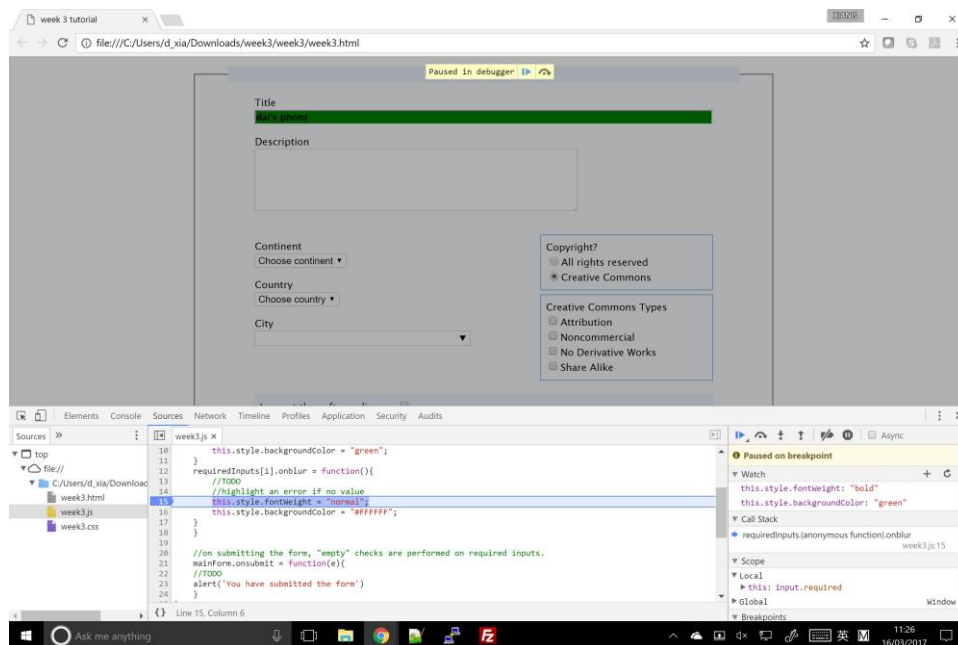 week 3 tutorial
XIANG
file:///C:/Users/d_xia/Downloads/week3/week3/week3.html
Paused in debugger
Title
dai's photo
Description
Continent
Choose continent
Country
Choose country
City
Copyright?
All rights reserved
Creative Commons
Creative Commons Types
Attribution
Noncommercial
No Derivative Works
Share Alike
Elements Console Sources Network Timeline Profiles Application Security Audits
Sources »
top
file://
C:/Users/d_xia/Downloac
week3.html
week3.js
week3.css
week3.js ×
10 this.style.backgroundColor = "green";
11 }
12 requiredInputs[i].onblur = function(){
13 //TODO
14 //highlight an error if no value
15 this.style.fontWeight = "normal";
16 this.style.backgroundColor = "#FFFFFF";
17 }
18 }
19
20 //on submitting the form, "empty" checks are performed on required inputs.
21 mainForm.onsubmit = function(e){
22 //TODO
23 alert('You have submitted the form')
24 }
{} Line 15, Column 6
Async
Paused on breakpoint
Watch
this.style.fontWeight: "bold"
this.style.backgroundColor: "green"
Call Stack
requiredInputs.(anonymous function).onblur
week3.js:15
Scope
Local
this: input.required
Global Window
Breakpoints
Ask me anything
英 M
11:26
16/03/2017